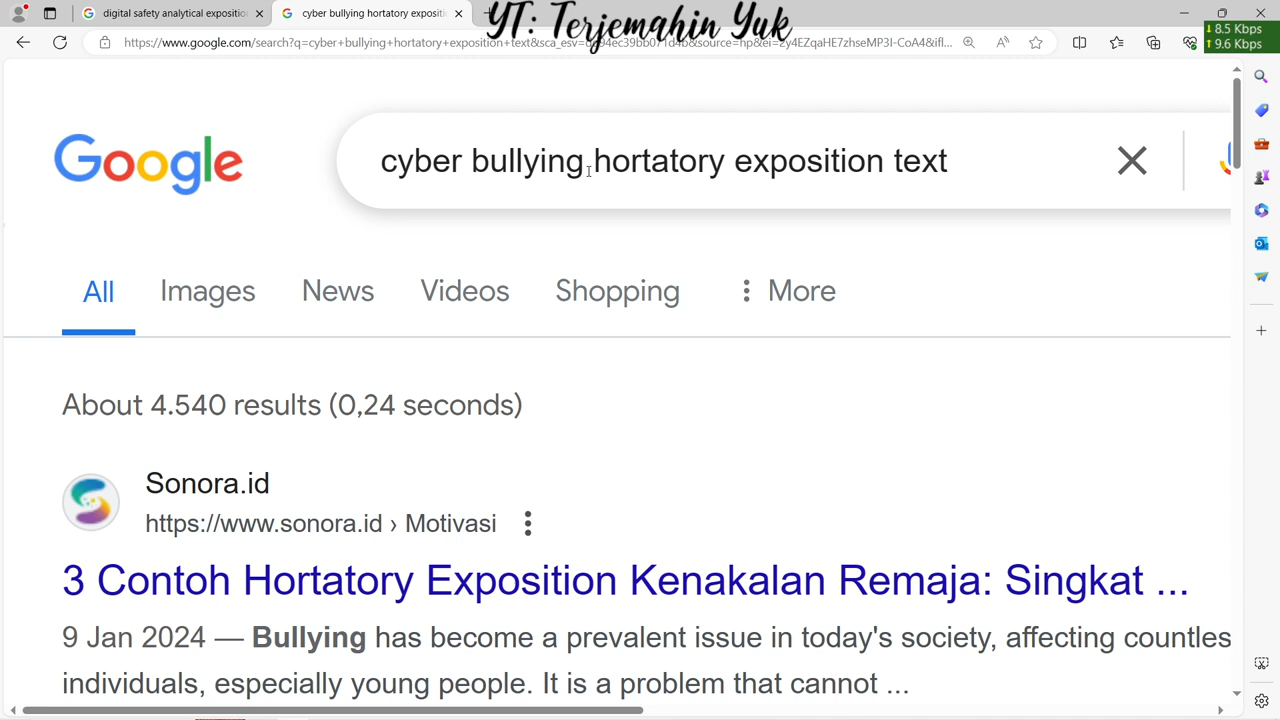 digital safety analytical expositio
cyber bullying hortatory expositi
YT: Terjemahin Yuk
8.5 Kbps
9.6 Kbps
Google
cyber bullying hortatory exposition text
All
Images
News
Videos
Shopping
More
About 4.540 results (0,24 seconds)
Sonora.id
https://www.sonora.id › Motivasi
3 Contoh Hortatory Exposition Kenakalan Remaja: Singkat ...
9 Jan 2024 — Bullying has become a prevalent issue in today's society, affecting countles
individuals, especially young people. It is a problem that cannot ...